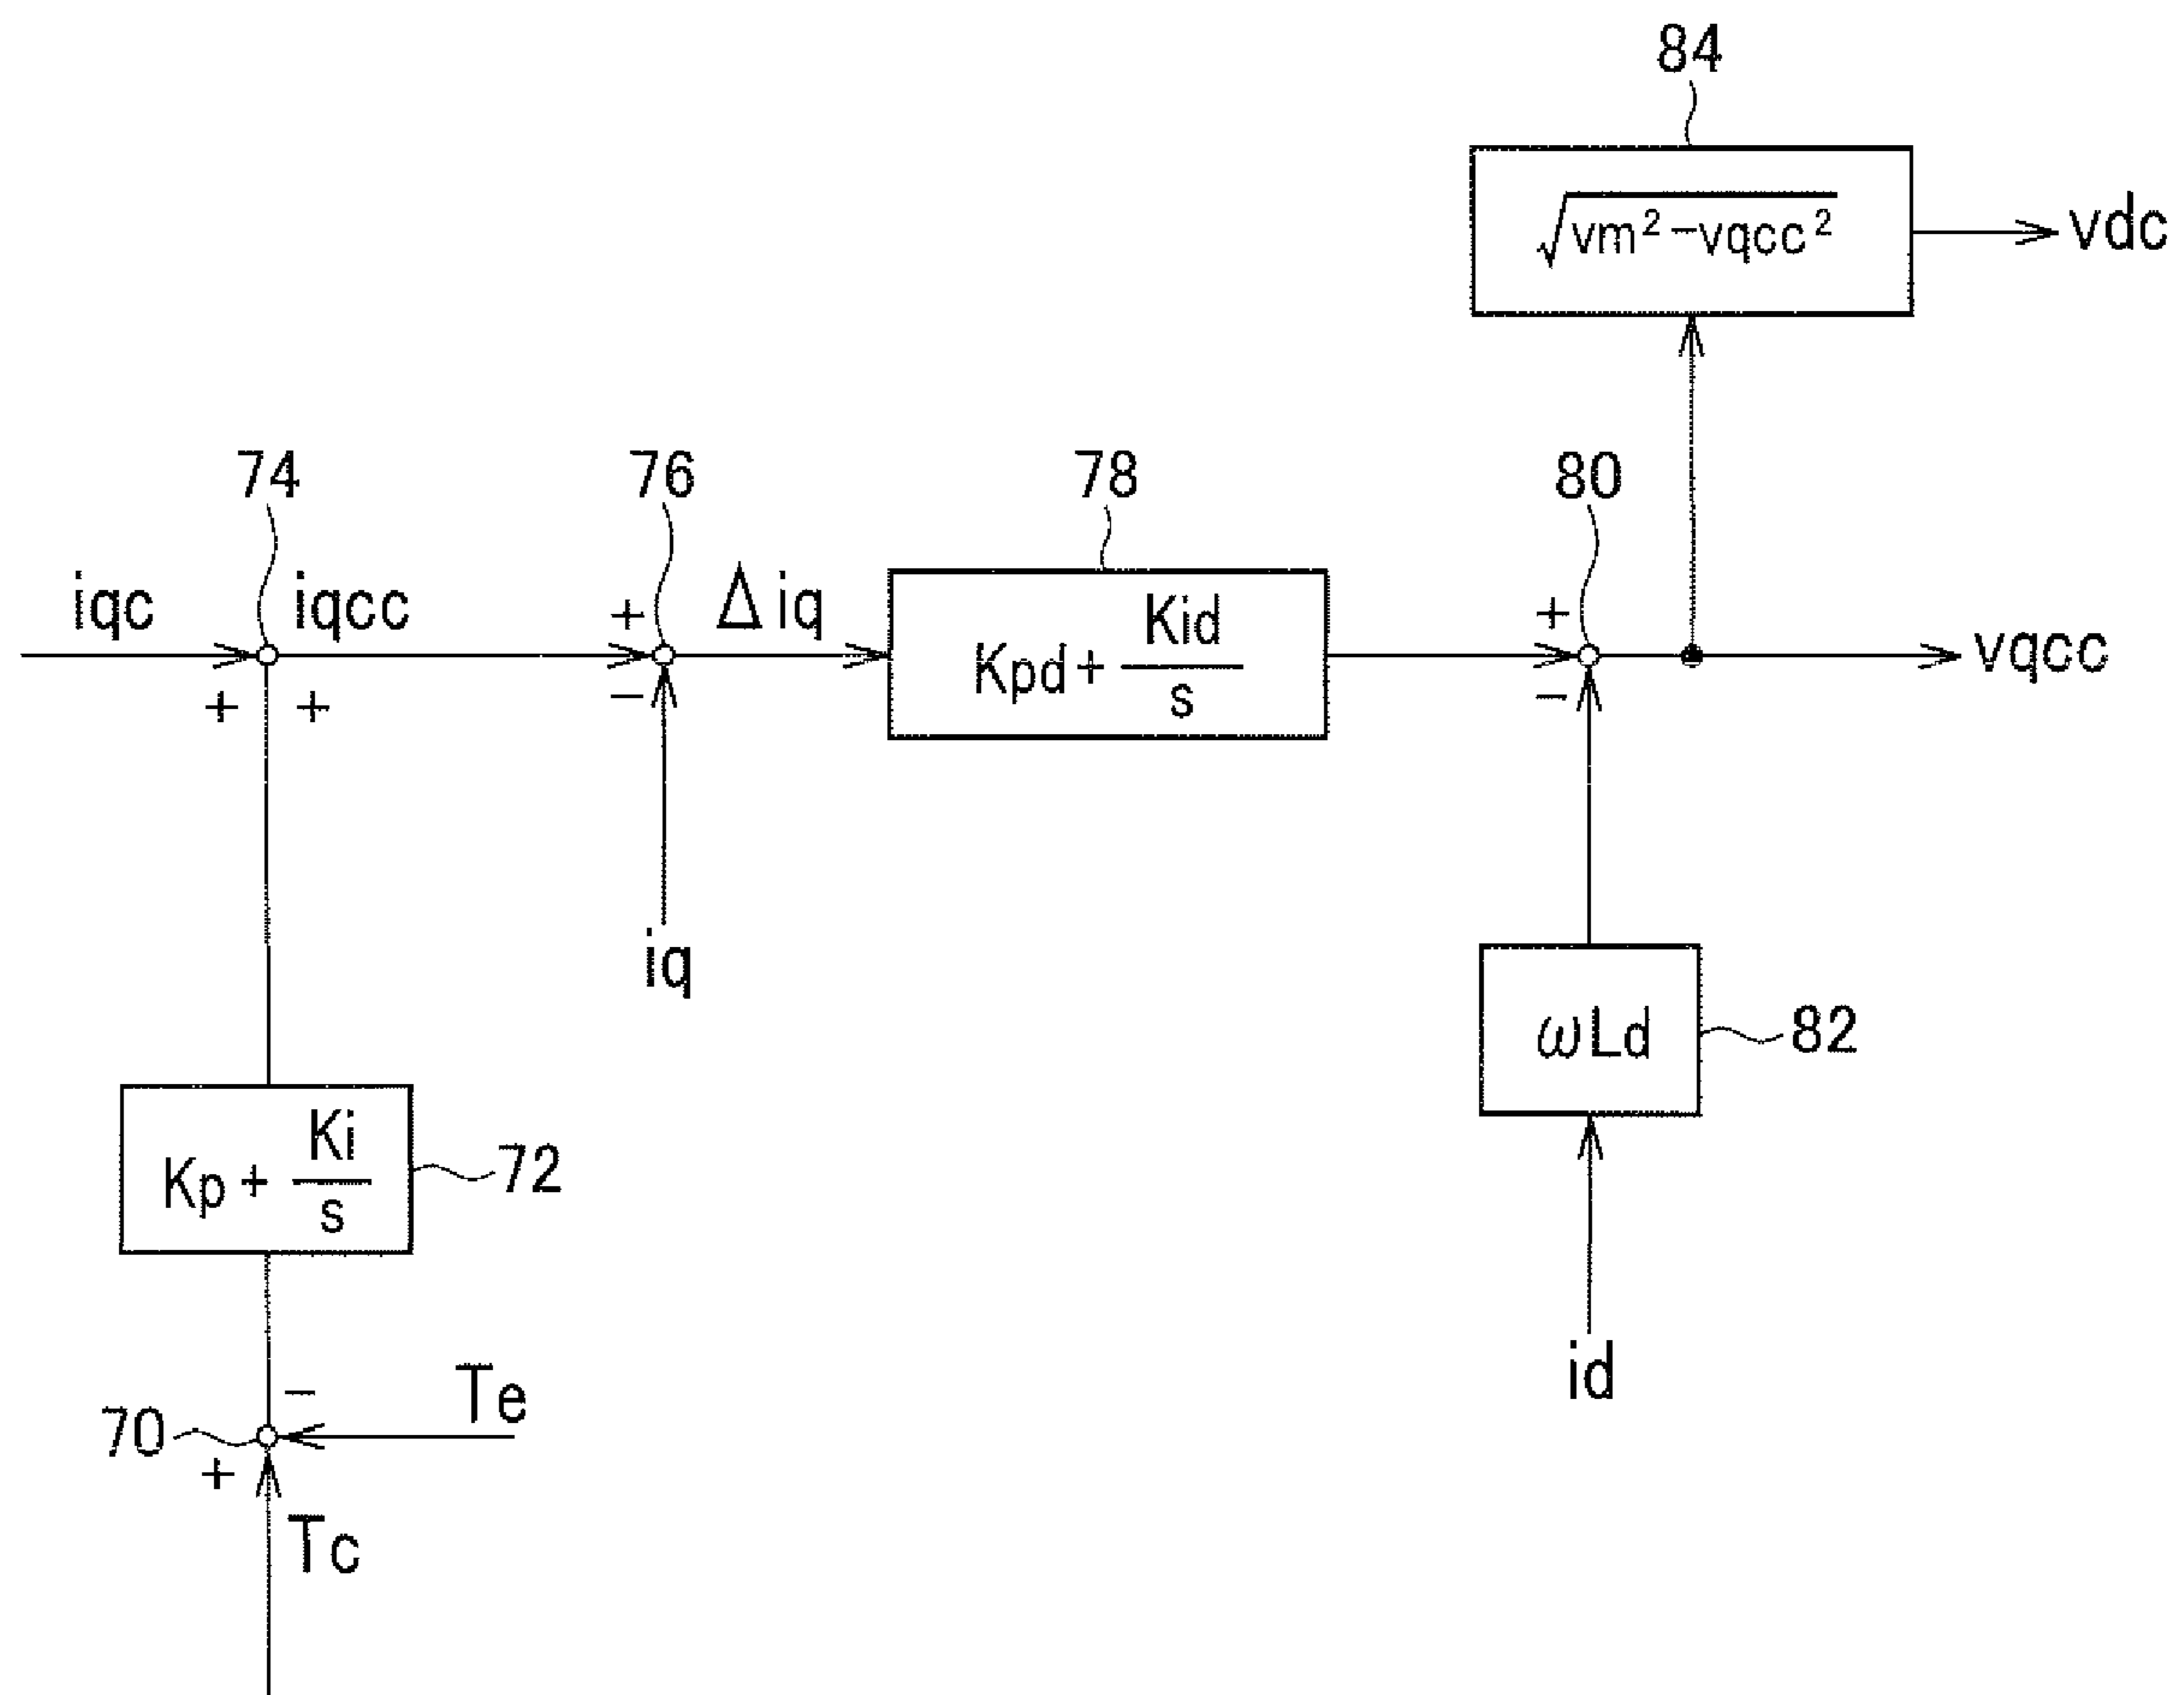 84
√vm²-vqcc²
vdc
74
76
78
80
iqc
iqcc
+
Δiq
Kpd+ Kid/s
+
vqcc
+ +
−
−
iq
ωLd
82
Kp+ Ki/s
72
id
−
Te
70
+
Tc